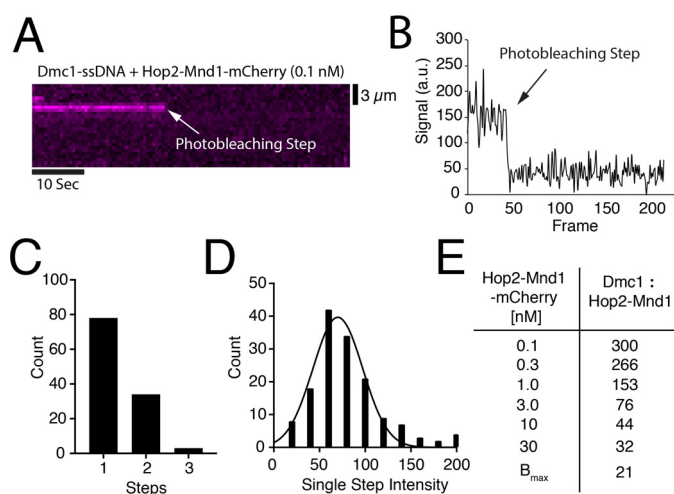 A
Dmc1-ssDNA + Hop2-Mnd1-mCherry (0.1 nM)
3 µm
Photobleaching Step
10 Sec
B
Photobleaching Step
Signal (a.u.)
300
250
200
150
100
50
0
0 50 100 150 200
Frame
C
Count
100
80
60
40
20
0
1 2 3
Steps
D
Count
50
40
30
20
10
0
0 50 100 150 200
Single Step Intensity
E
Hop2-Mnd1
-mCherry
[nM]
Dmc1 :
Hop2-Mnd1
0.1 300
0.3 266
1.0 153
3.0 76
10 44
30 32
Bmax 21